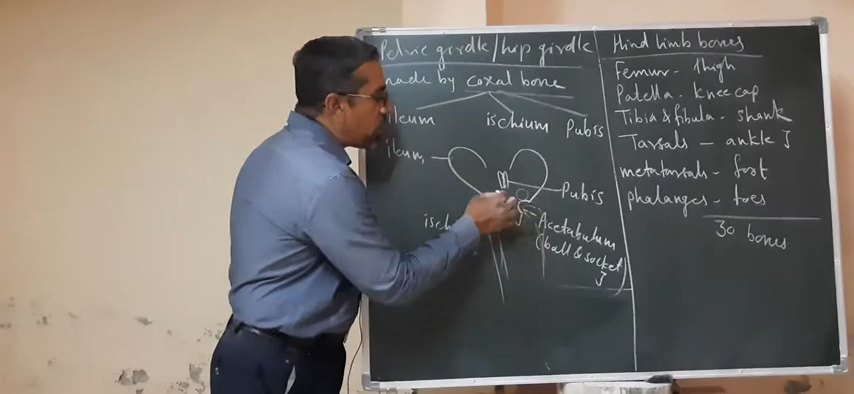 Pelvic girdle/hip girdle
made by coxal bone
ileum ischium Pubis
ileum
Pubis
isch
Acetabulum
(ball & socket
J
Hind limb bones
Femur - thigh
Patella - knee cap
Tibia & fibula - shank
Tarsals - ankle J
metatarsals - foot
phalanges - toes
30 bones